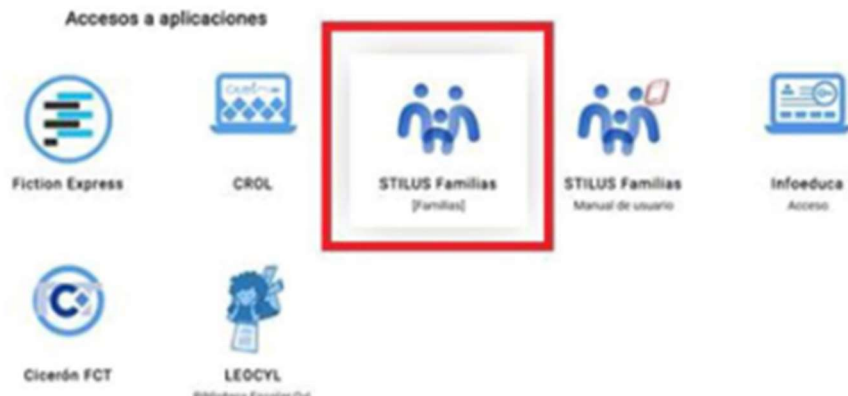 Accesos a aplicaciones
Fiction Express
CROL
STILUS Familias
[Familias]
STILUS Familias
Manual de usuario
Infoeduca
Acceso
Cicerón FCT
LEOCYL